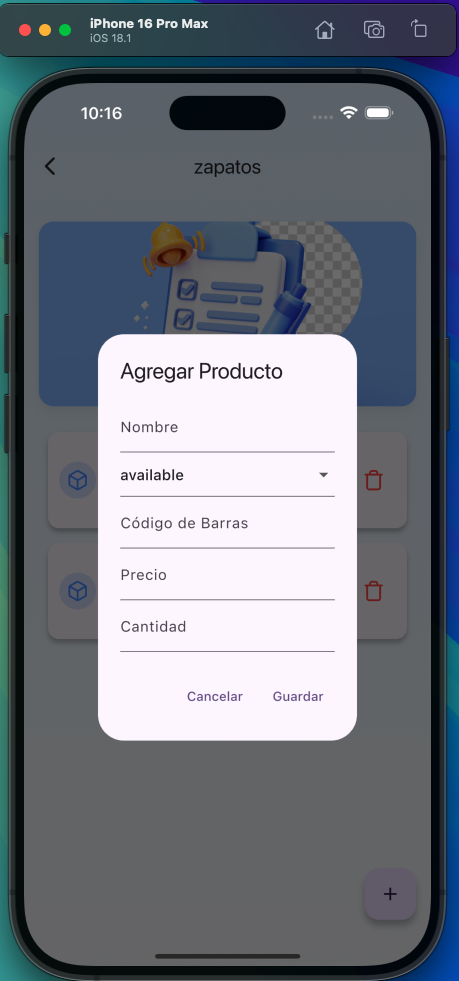 iPhone 16 Pro Max
iOS 18.1
10:16
zapatos
Agregar Producto
Nombre
available
Código de Barras
Precio
Cantidad
Cancelar
Guardar
+